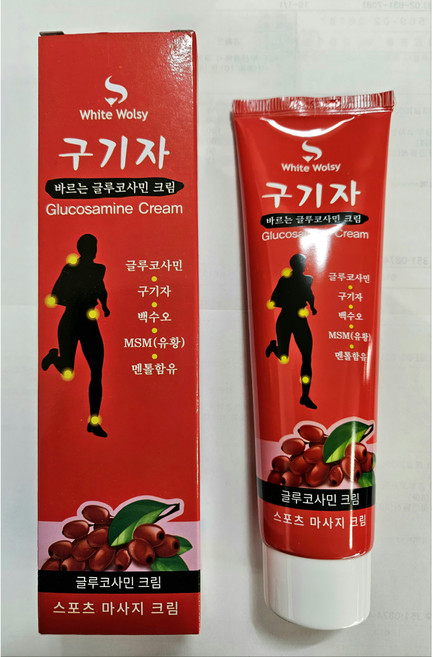 White Wolsy
구기자
바르는 글루코사민 크림
Glucosamine Cream
글루코사민
구기자
백수오
MSM(유황)
멘톨함유
글루코사민 크림
스포츠 마사지 크림
White Wolsy
구기자
바르는 글루코사민 크림
Glucosamine Cream
글루코사민
구기자
백수오
MSM(유황)
멘톨함유
글루코사민 크림
스포츠 마사지 크림